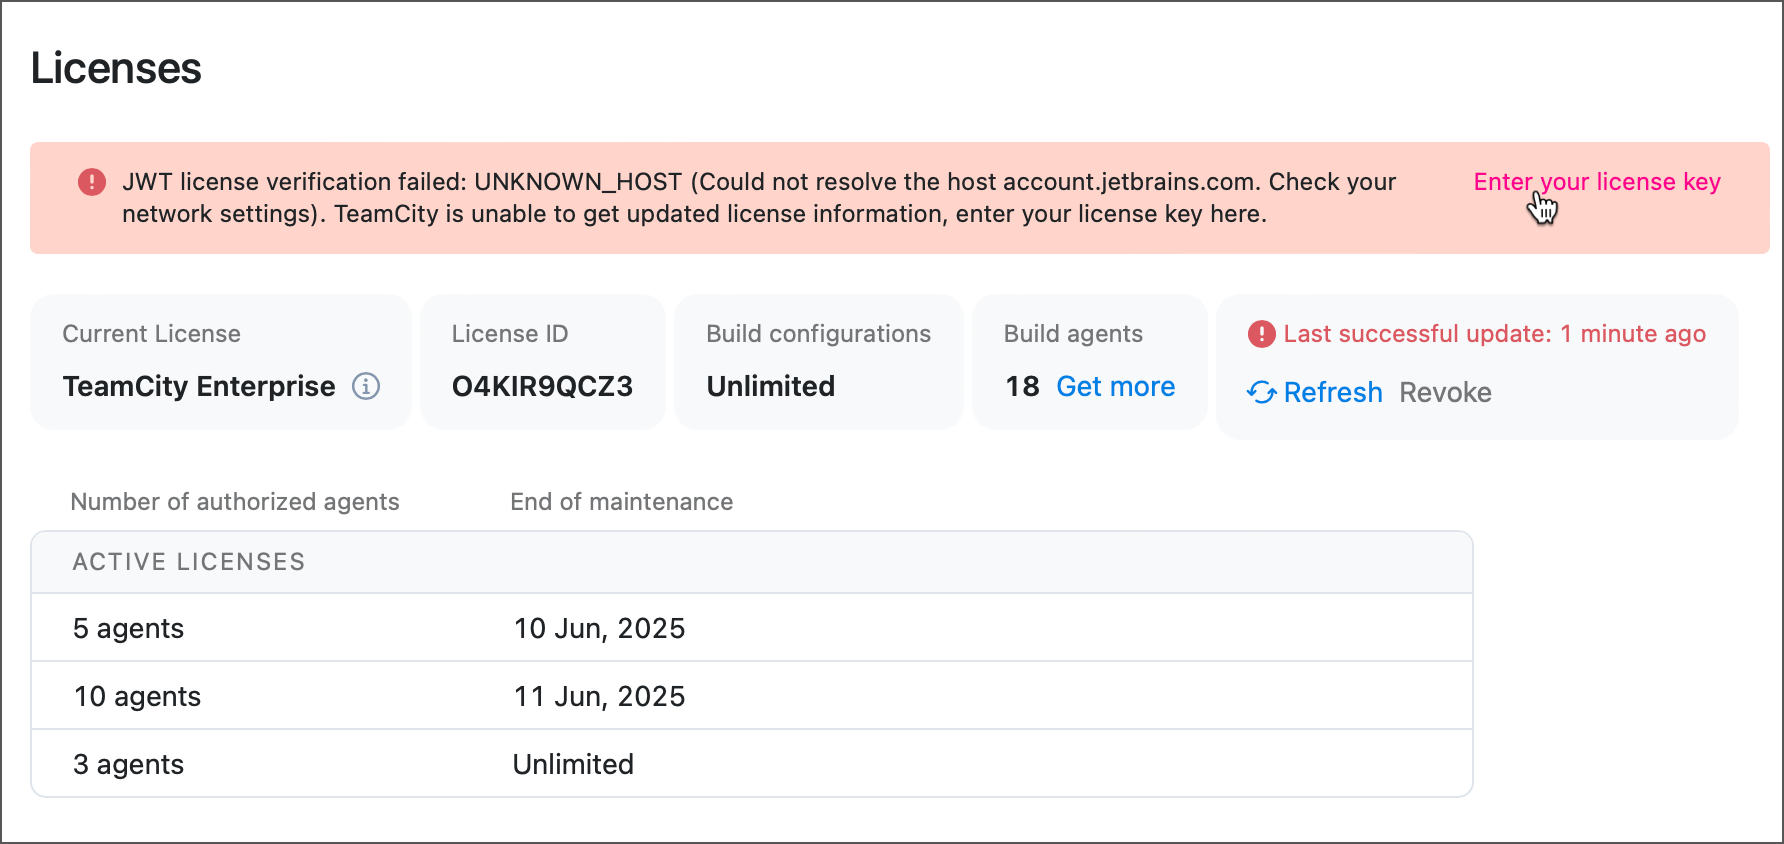 Licenses
JWT license verification failed: UNKNOWN_HOST (Could not resolve the host account.jetbrains.com. Check your
network settings). TeamCity is unable to get updated license information, enter your license key here.
Enter your license key
Current License
TeamCity Enterprise
License ID
O4KIR9QCZ3
Build configurations
Unlimited
Build agents
18 Get more
Last successful update: 1 minute ago
Refresh Revoke
Number of authorized agents End of maintenance
ACTIVE LICENSES
5 agents 10 Jun, 2025
10 agents 11 Jun, 2025
3 agents Unlimited